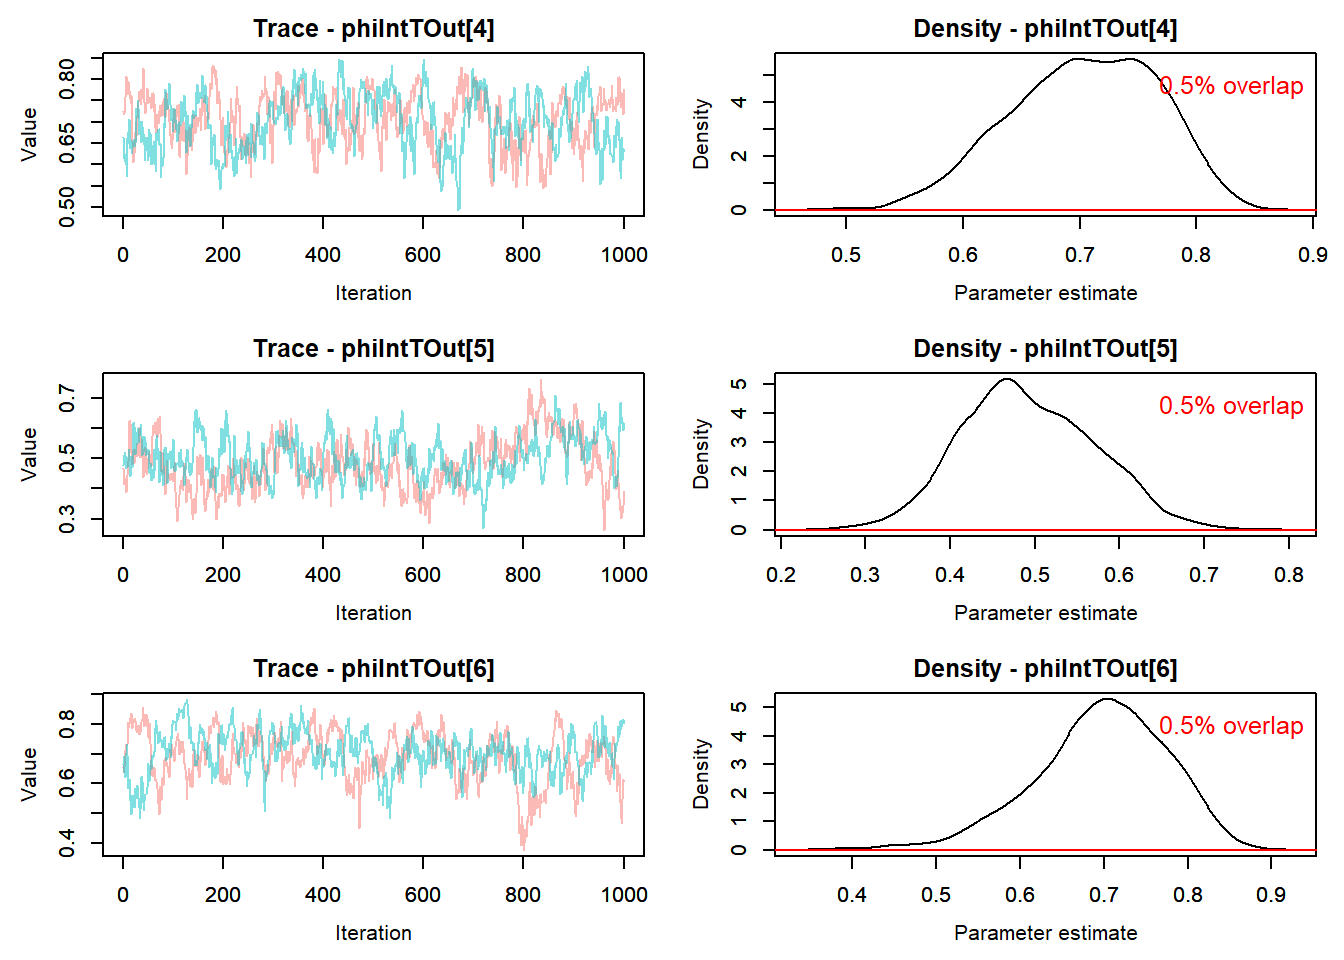 Trace - phiIntTOut[4]
Value
0.50 0.65 0.80
0 200 400 600 800 1000
Iteration
Density - phiIntTOut[4]
Density
0 2 4
0.5% overlap
0.5 0.6 0.7 0.8 0.9
Parameter estimate
Trace - phiIntTOut[5]
Value
0.3 0.5 0.7
0 200 400 600 800 1000
Iteration
Density - phiIntTOut[5]
Density
0 1 2 3 4 5
0.5% overlap
0.2 0.3 0.4 0.5 0.6 0.7 0.8
Parameter estimate
Trace - phiIntTOut[6]
Value
0.4 0.6 0.8
0 200 400 600 800 1000
Iteration
Density - phiIntTOut[6]
Density
0 1 2 3 4 5
0.5% overlap
0.4 0.5 0.6 0.7 0.8 0.9
Parameter estimate